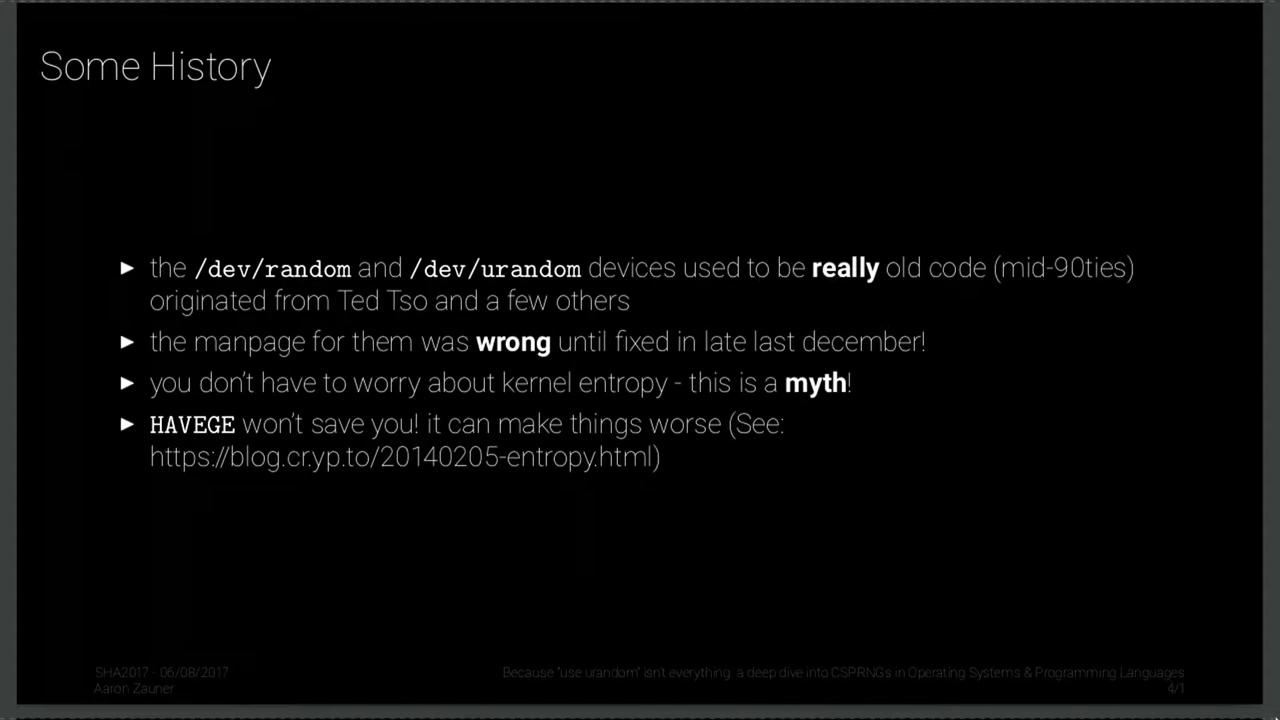 Some History
▶ the /dev/random and /dev/urandom devices used to be really old code (mid-90ties)
originated from Ted Tso and a few others
▶ the manpage for them was wrong until fixed in late last december!
▶ you don't have to worry about kernel entropy - this is a myth!
▶ HAVEGE won't save you! it can make things worse (See:
https://blog.cr.yp.to/20140205-entropy.html)
SHA2017 - 06/08/2017
Because "use urandom" isn't everything: a deep dive into CSPRNGs in Operating Systems & Programming Languages
Aaron Zauner
4/1